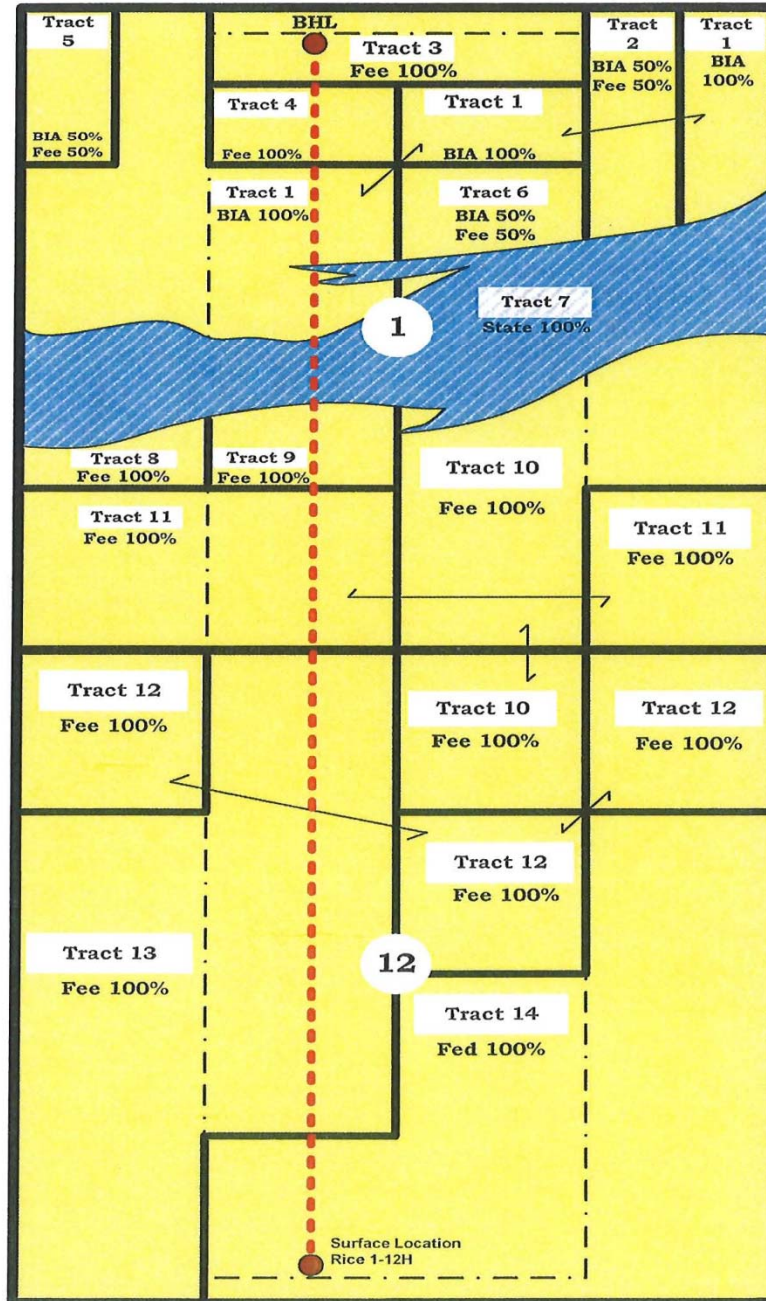 Tract
5
BIA 50%
Fee 50%
BHL
Tract 3
Fee 100%
Tract
2
BIA 50%
Fee 50%
Tract
1
BIA
100%
Tract 4
Fee 100%
Tract 1
BIA 100%
Tract 1
BIA 100%
Tract 6
BIA 50%
Fee 50%
Tract 7
State 100%
1
Tract 8
Fee 100%
Tract 9
Fee 100%
Tract 10
Fee 100%
Tract 11
Fee 100%
Tract 11
Fee 100%
Tract 12
Fee 100%
Tract 10
Fee 100%
Tract 12
Fee 100%
Tract 12
Fee 100%
Tract 13
Fee 100%
12
Tract 14
Fed 100%
Surface Location
Rice 1-12H